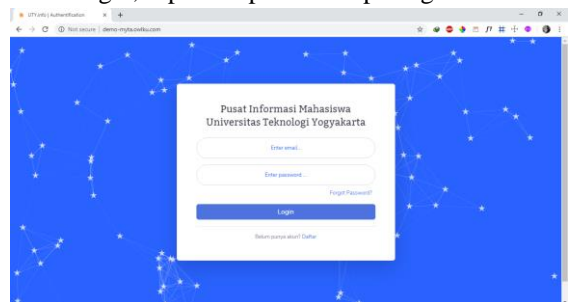 UTY.info | Authentification
Not secure | demo-myta.owlku.com
Pusat Informasi Mahasiswa
Universitas Teknologi Yogyakarta
Enter email...
Enter password ...
Forgot Password?
Login
Belum punya akun? Daftar